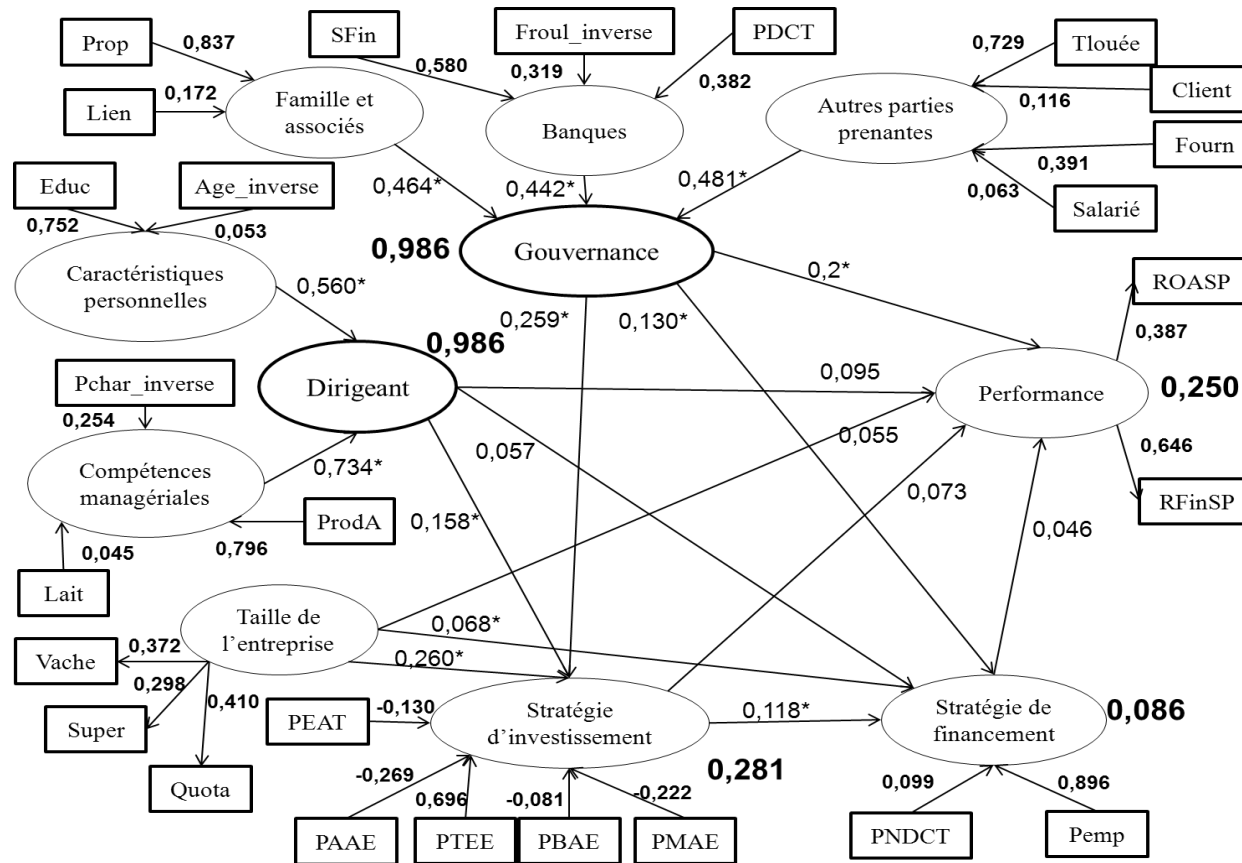 Prop
0,837
SFin
Froul_inverse
PDCT
0,729
Tlouée
0,580
0,319
0,382
0,116
Client
Lien
0,172
Famille et
associés
Banques
Autres parties
prenantes
Fourn
0,391
Educ
Age_inverse
0,464*
0,442*
0,481*
0,063
Salarié
0,752
0,053
0,986
Gouvernance
0,2*
Caractéristiques
personnelles
0,560*
ROASP
0,259*
0,130*
0,387
0,986
Pchar_inverse
Dirigeant
0,095
Performance
0,250
0,254
0,055
0,646
Compétences
managériales
0,734*
0,057
0,073
RFinSP
ProdA
0,158*
0,046
0,045
0,796
Lait
Taille de
l’entreprise
0,068*
Vache
0,372
0,260*
0,298
0,410
Super
PEAT
-0,130
Stratégie
d’investissement
0,118*
Stratégie de
financement
0,086
Quota
-0,269
0,696
-0,081
-0,222
0,281
0,099
0,896
PAAE
PTEE
PBAE
PMAE
PNDCT
Pemp